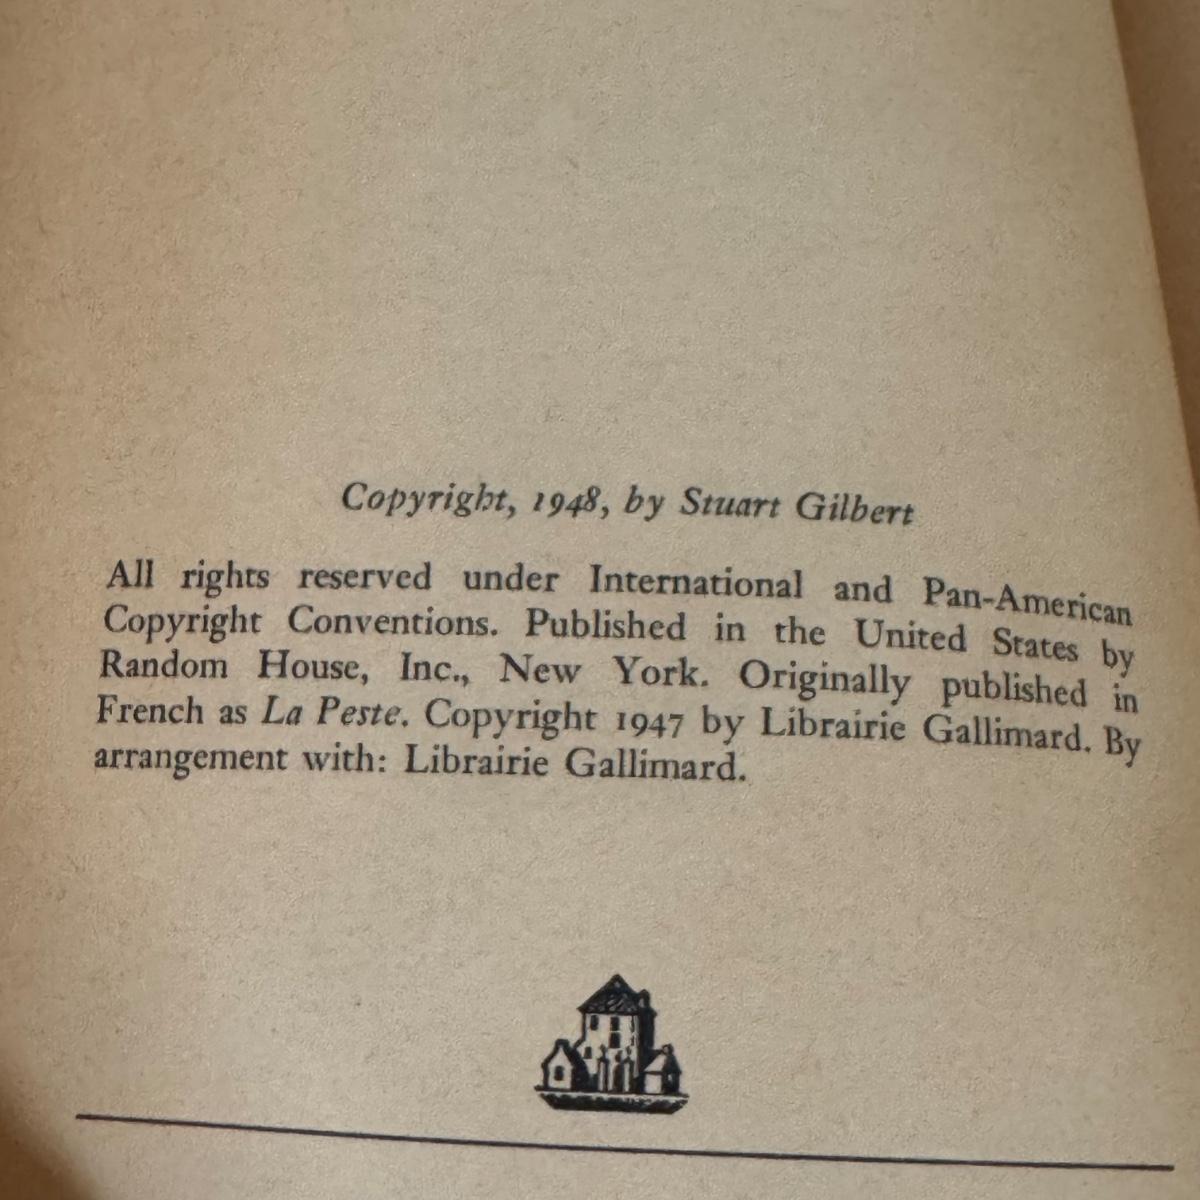 Copyright, 1948, by Stuart Gilbert
All rights reserved under International and Pan-American
Copyright Conventions. Published in the United States by
Random House, Inc., New York. Originally published in
French as La Peste. Copyright 1947 by Librairie Gallimard. By
arrangement with: Librairie Gallimard.